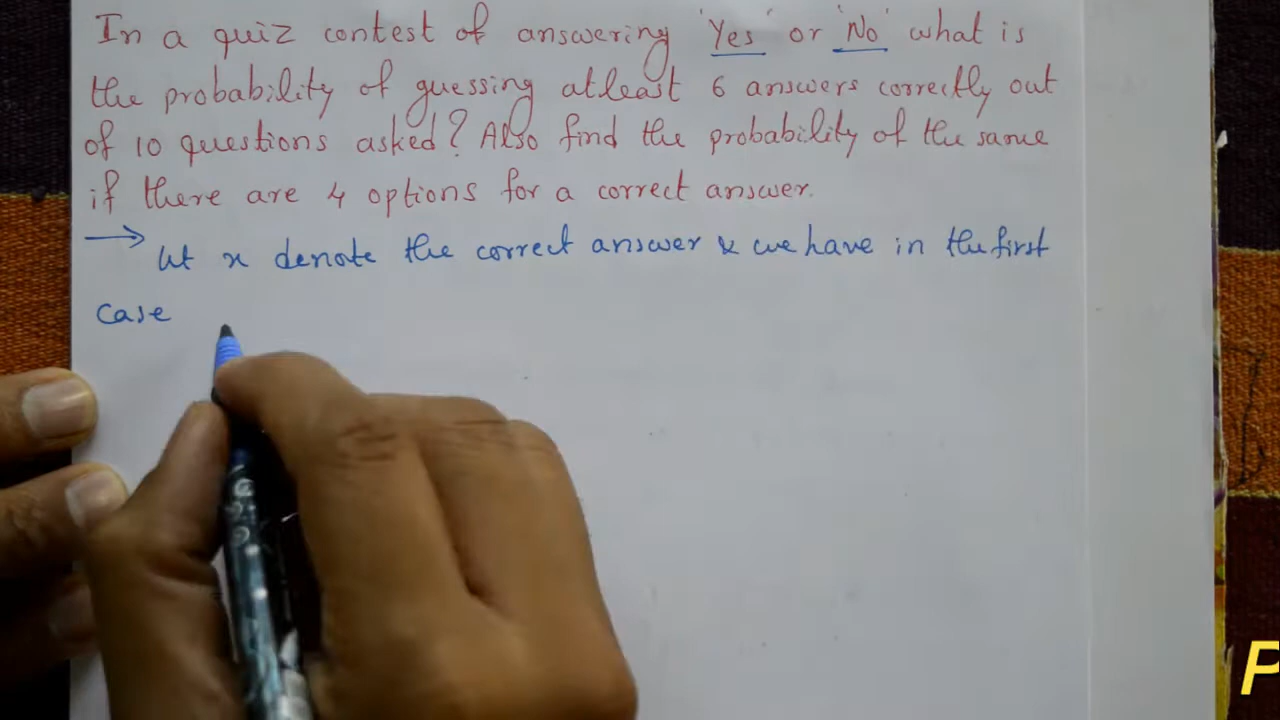 In a quiz contest of answering 'Yes' or 'No' what is
the probability of guessing atleast 6 answers correctly out
of 10 questions asked? Also find the probability of the same
if there are 4 options for a correct answer.
→ Let x denote the correct answer & we have in the first
case
P